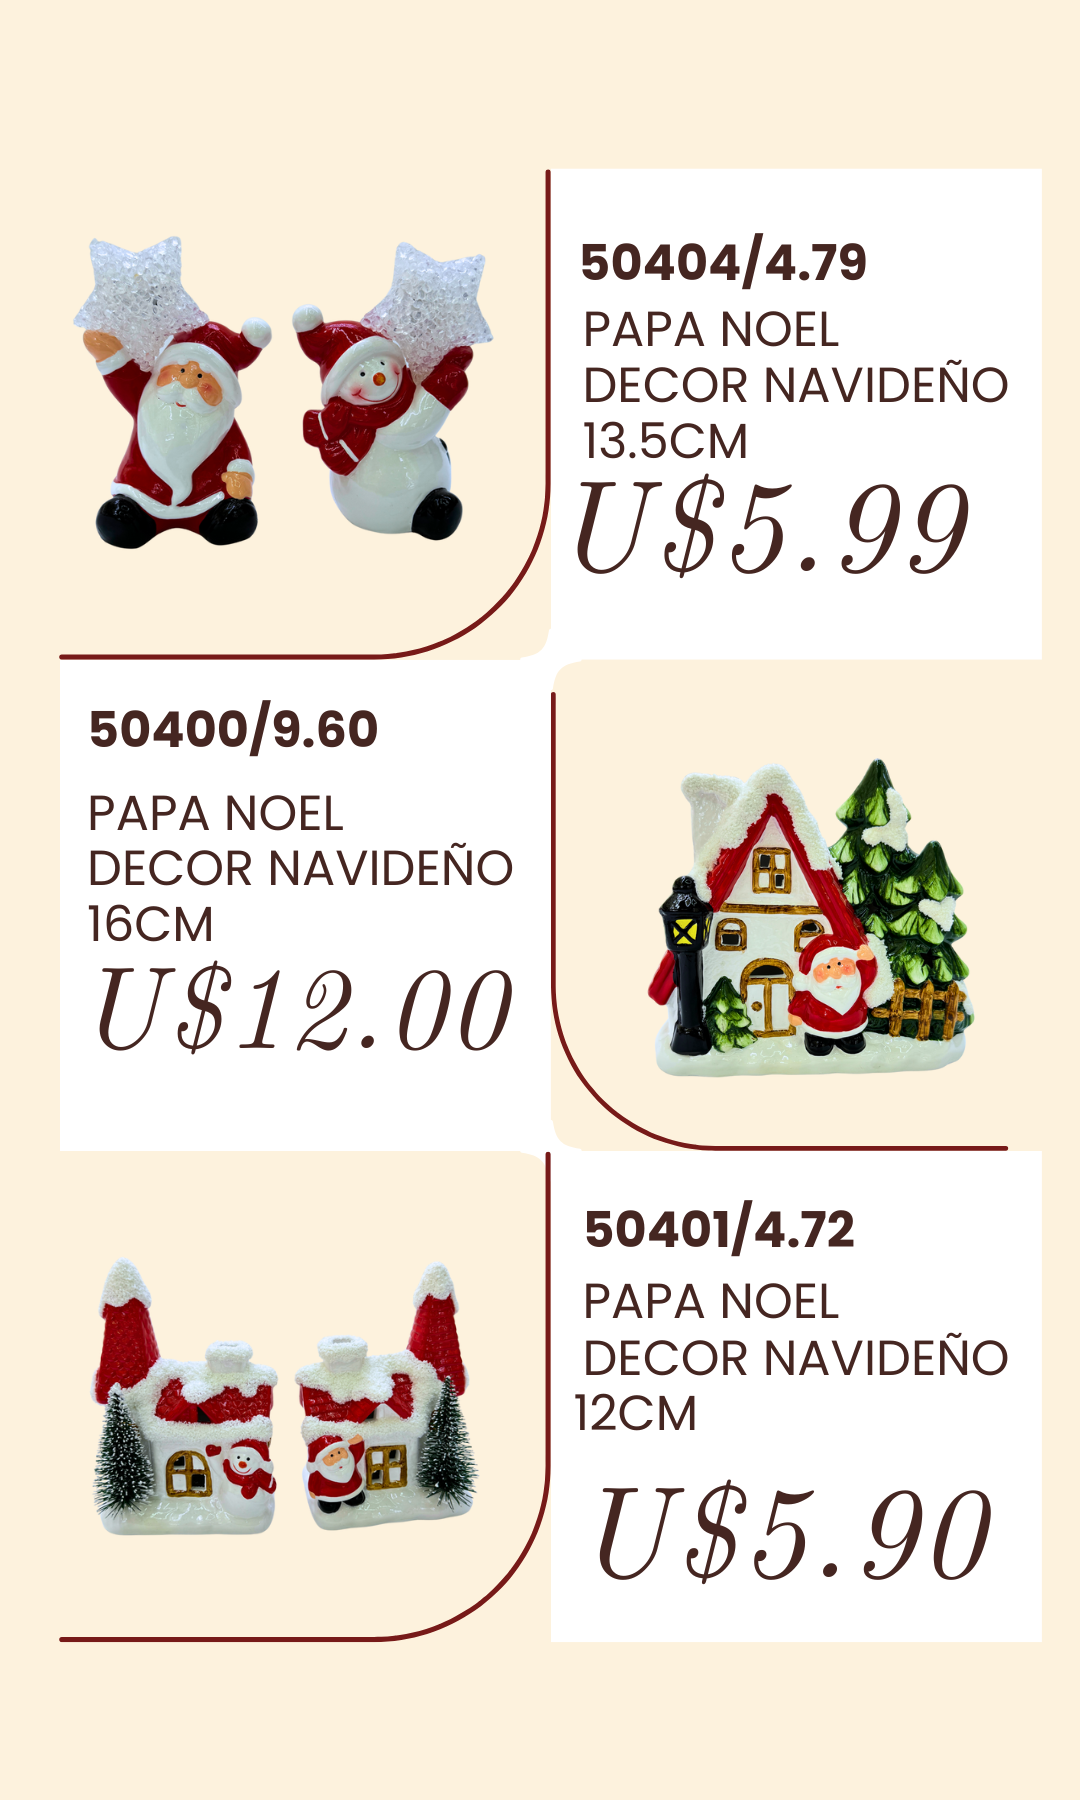 50404/4.79
PAPA NOEL
DECOR NAVIDEÑO
13.5CM
U$5.99
50400/9.60
PAPA NOEL
DECOR NAVIDEÑO
16CM
U$12.00
50401/4.72
PAPA NOEL
DECOR NAVIDEÑO
12CM
U$5.90